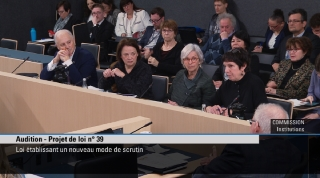 COMMISSION
Institutions
Audition - Projet de loi n° 39
Loi établissant un nouveau mode de scrutin